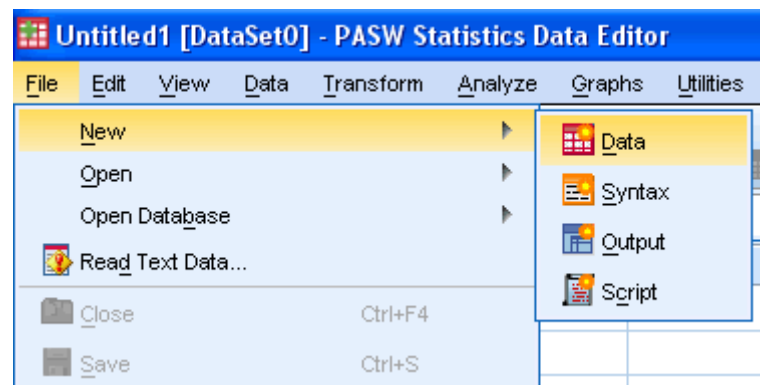 Untitled1 [DataSet0] - PASW Statistics Data Editor
File Edit View Data Transform Analyze Graphs Utilities
New
Open
Open Database
Read Text Data...
Close Ctrl+F4
Save Ctrl+S
Data
Syntax
Output
Script